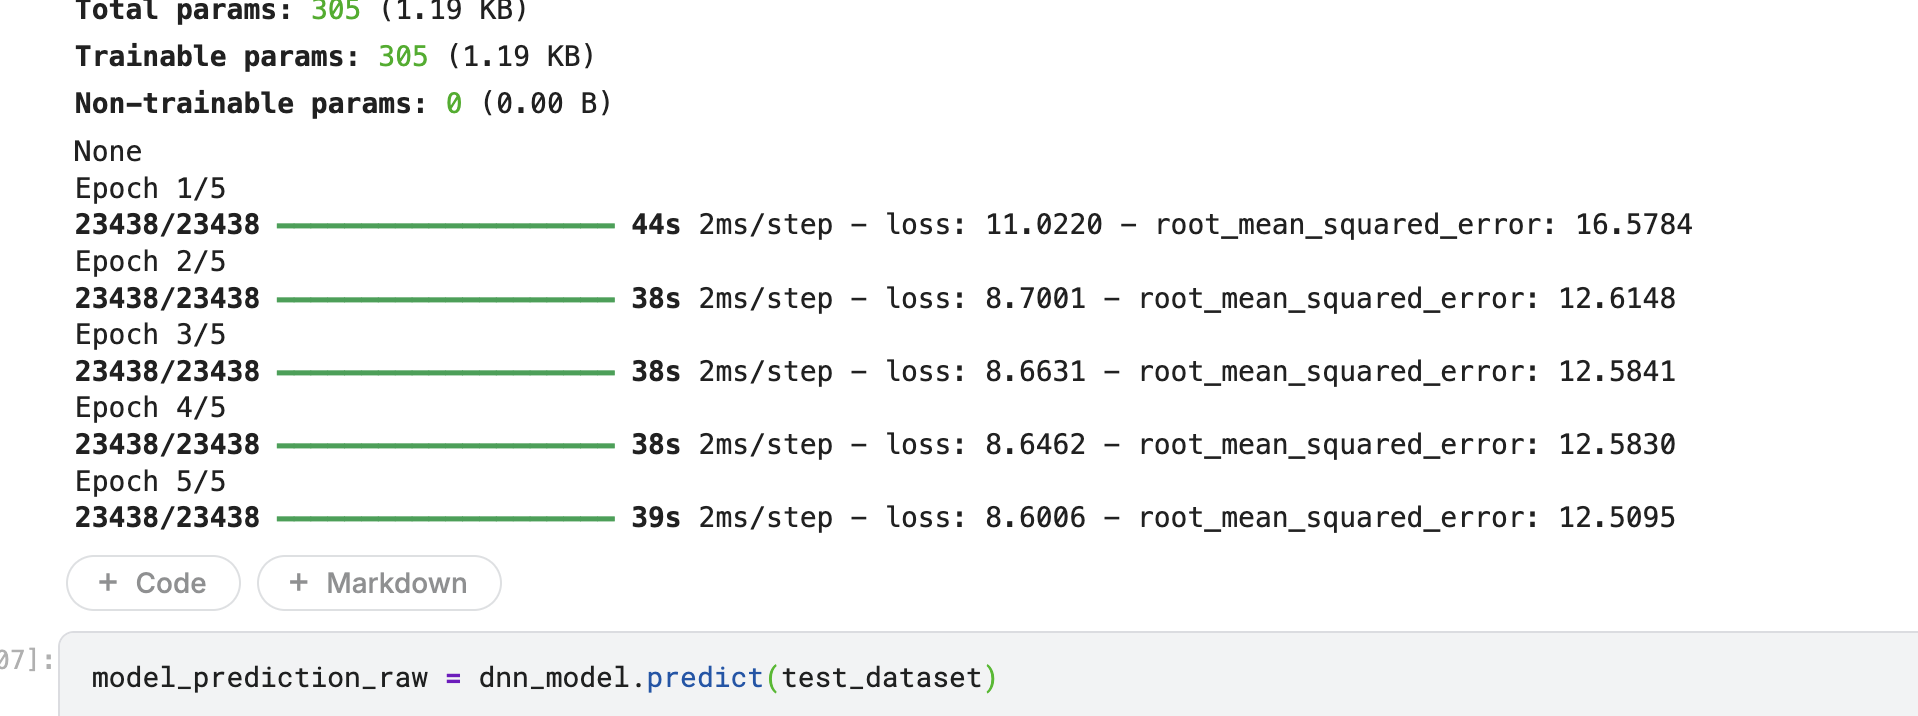 Total params: 305 (1.19 KB)
Trainable params: 305 (1.19 KB)
Non-trainable params: 0 (0.00 B)
None
Epoch 1/5
23438/23438 ━━━━━━━━━━━━━━━━━━━━ 44s 2ms/step - loss: 11.0220 - root_mean_squared_error: 16.5784
Epoch 2/5
23438/23438 ━━━━━━━━━━━━━━━━━━━━ 38s 2ms/step - loss: 8.7001 - root_mean_squared_error: 12.6148
Epoch 3/5
23438/23438 ━━━━━━━━━━━━━━━━━━━━ 38s 2ms/step - loss: 8.6631 - root_mean_squared_error: 12.5841
Epoch 4/5
23438/23438 ━━━━━━━━━━━━━━━━━━━━ 38s 2ms/step - loss: 8.6462 - root_mean_squared_error: 12.5830
Epoch 5/5
23438/23438 ━━━━━━━━━━━━━━━━━━━━ 39s 2ms/step - loss: 8.6006 - root_mean_squared_error: 12.5095
+ Code + Markdown
07]: model_prediction_raw = dnn_model.predict(test_dataset)